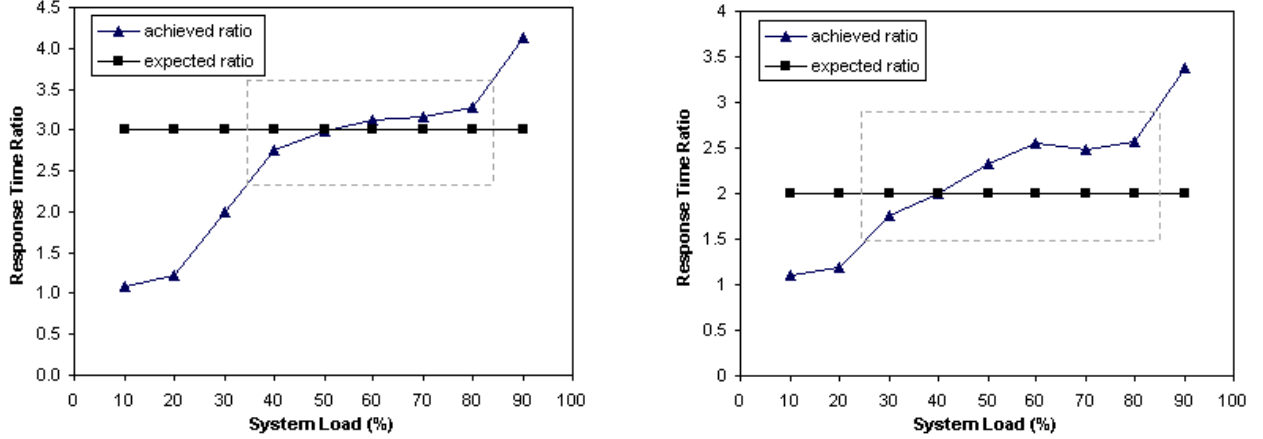 4.5
4.0
3.5
3.0
2.5
2.0
1.5
1.0
0.5
0.0
Response Time Ratio
achieved ratio
expected ratio
0 10 20 30 40 50 60 70 80 90 100
System Load (%)
4
3.5
3
2.5
2
1.5
1
0.5
0
Response Time Ratio
achieved ratio
expected ratio
0 10 20 30 40 50 60 70 80 90 100
System Load (%)